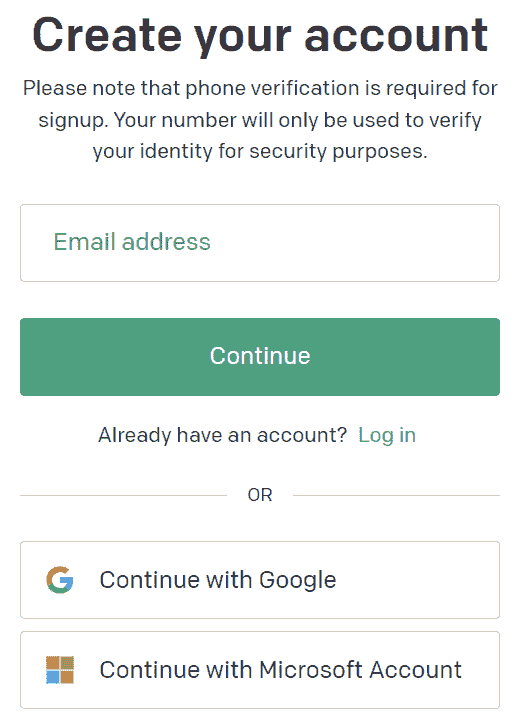 Create your account
Please note that phone verification is required for
signup. Your number will only be used to verify
your identity for security purposes.
Email address
Continue
Already have an account? Log in
OR
Continue with Google
Continue with Microsoft Account